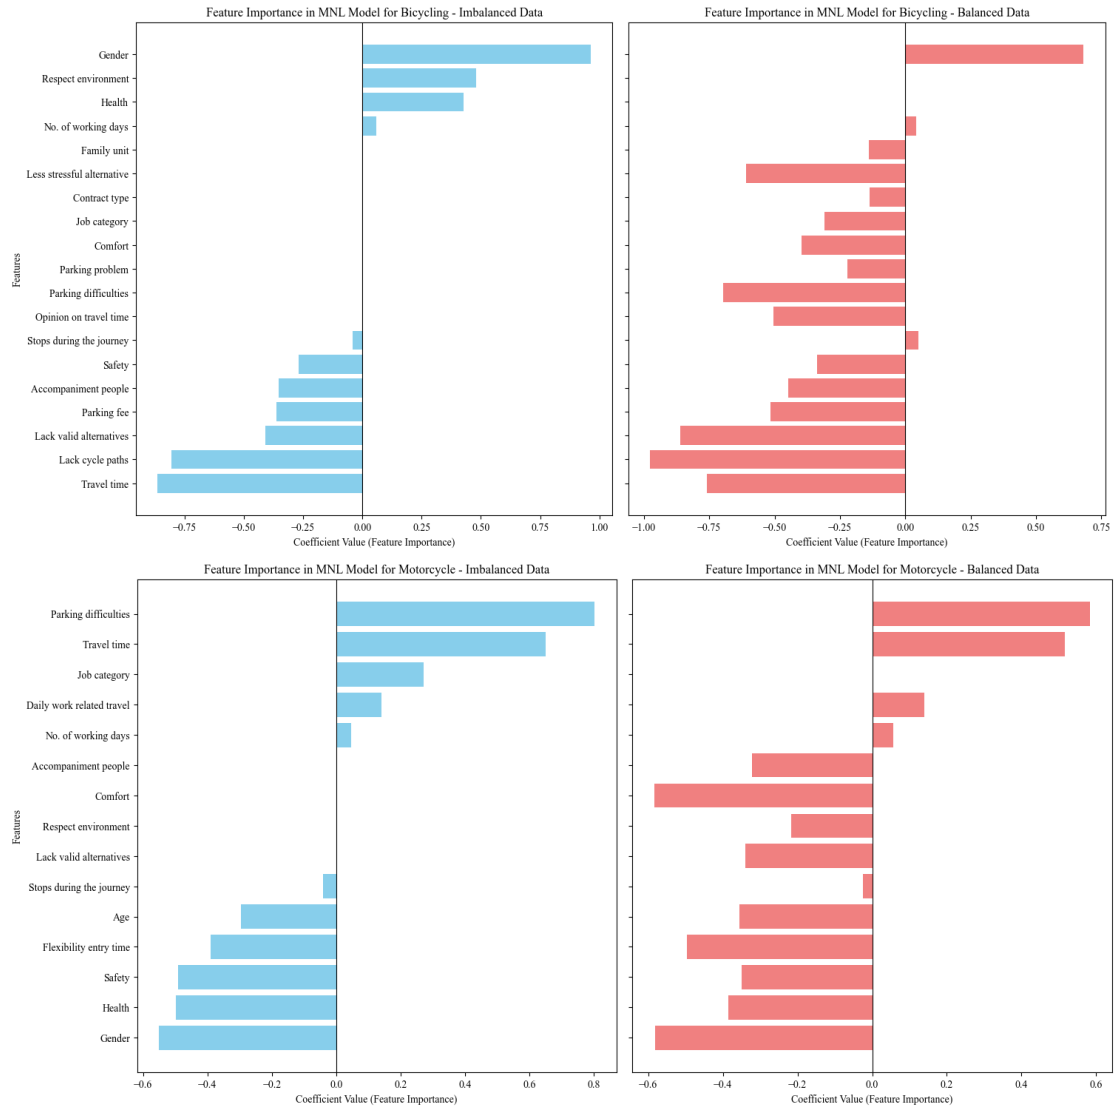 Feature Importance in MNL Model for Bicycling - Imbalanced Data
Feature Importance in MNL Model for Bicycling - Balanced Data
Features
Gender
Respect environment
Health
No. of working days
Family unit
Less stressful alternative
Contract type
Job category
Comfort
Parking problem
Parking difficulties
Opinion on travel time
Stops during the journey
Safety
Accompaniment people
Parking fee
Lack valid alternatives
Lack cycle paths
Travel time
−0.75 −0.50 −0.25 0.00 0.25 0.50 0.75 1.00
Coefficient Value (Feature Importance)
−1.00 −0.75 −0.50 −0.25 0.00 0.25 0.50 0.75
Coefficient Value (Feature Importance)
Feature Importance in MNL Model for Motorcycle - Imbalanced Data
Feature Importance in MNL Model for Motorcycle - Balanced Data
Features
Parking difficulties
Travel time
Job category
Daily work related travel
No. of working days
Accompaniment people
Comfort
Respect environment
Lack valid alternatives
Stops during the journey
Age
Flexibility entry time
Safety
Health
Gender
−0.6 −0.4 −0.2 0.0 0.2 0.4 0.6 0.8
Coefficient Value (Feature Importance)
−0.6 −0.4 −0.2 0.0 0.2 0.4 0.6
Coefficient Value (Feature Importance)